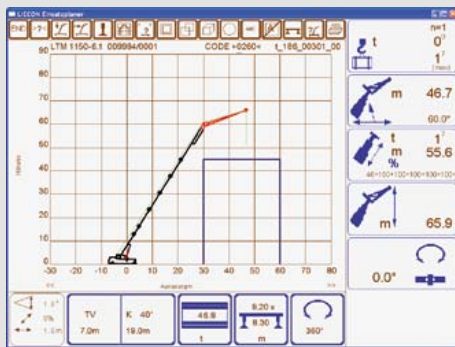 LICCON Einsatzplaner
END
n=1
LTM 1150-6.1 009994/0001 CODE >0260< t_186_00301_00
t 0
1
m 46.7
60.0°
t 1
m 55.6
%
m 65.9
0.0°
90
80
70
60
50
40
30
20
10
0
-30 -20 -10 0 10 20 30 40 50 60 70 80
<< >>
TV K 40°
7.0m 19.0m
46.8
t
9.20 x
8.30
m
360°